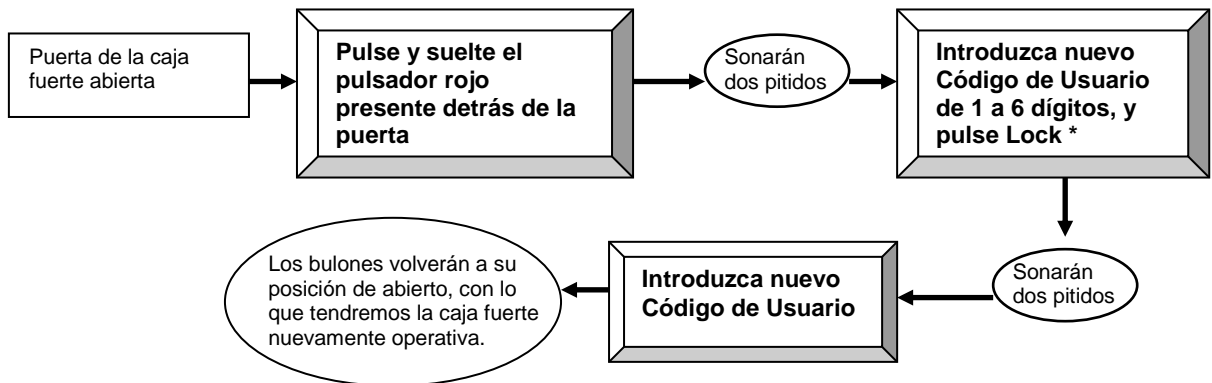 Puerta de la caja
fuerte abierta
Pulse y suelte el
pulsador rojo
presente detrás de la
puerta
Sonarán
dos pitidos
Introduzca nuevo
Código de Usuario
de 1 a 6 dígitos, y
pulse Lock *
Sonarán
dos pitidos
Introduzca nuevo
Código de Usuario
Los bulones volverán a su
posición de abierto, con lo
que tendremos la caja fuerte
nuevamente operativa.